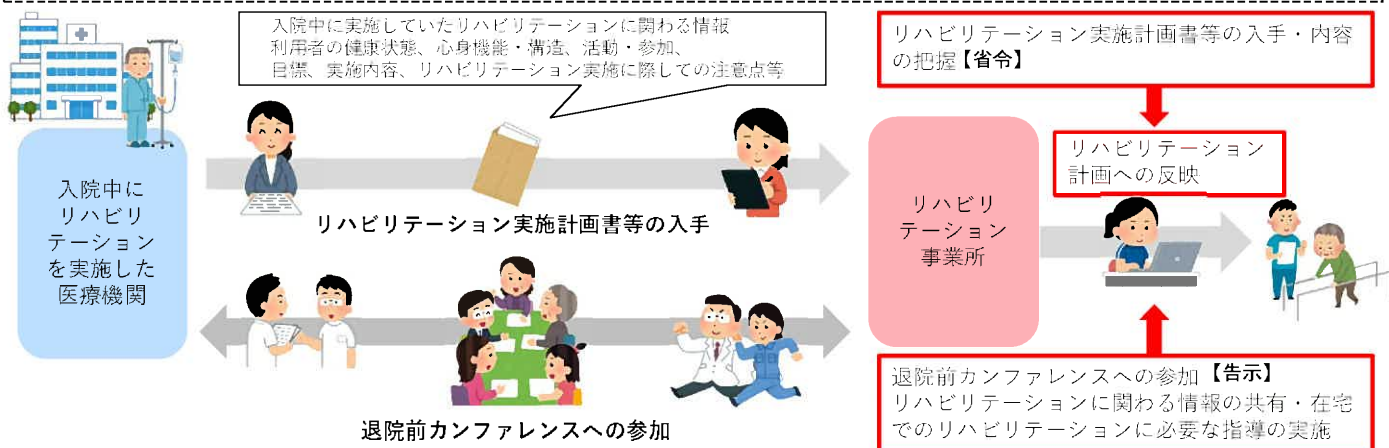 入院中に実施していたリハビリテーションに関わる情報
利用者の健康状態、心身機能・構造、活動・参加、
目標、実施内容、リハビリテーション実施に際しての注意点等
リハビリテーション実施計画書等の入手・内容
の把握【省令】
入院中に
リハビリ
テーション
を実施した
医療機関
リハビリテーション実施計画書等の入手
リハビリ
テーション
事業所
リハビリテーション
計画への反映
退院前カンファレンスへの参加
退院前カンファレンスへの参加【告示】
リハビリテーションに関わる情報の共有・在宅
でのリハビリテーションに必要な指導の実施